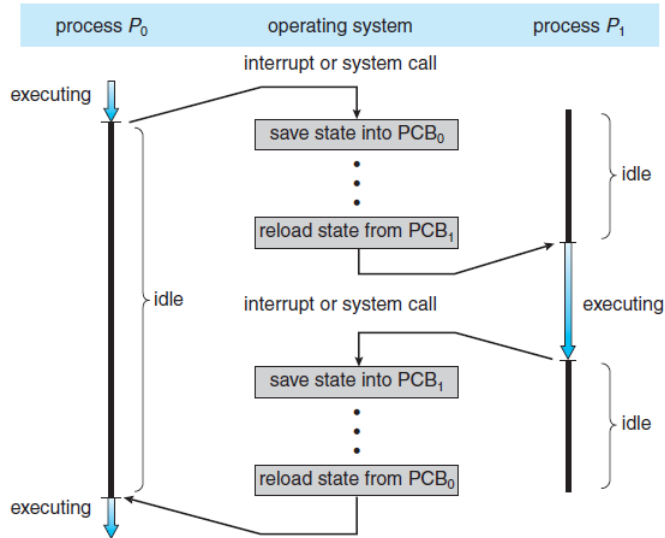 process P0 operating system process P1
interrupt or system call
executing
save state into PCB0
idle
reload state from PCB1
idle
interrupt or system call
executing
save state into PCB1
idle
reload state from PCB0
executing